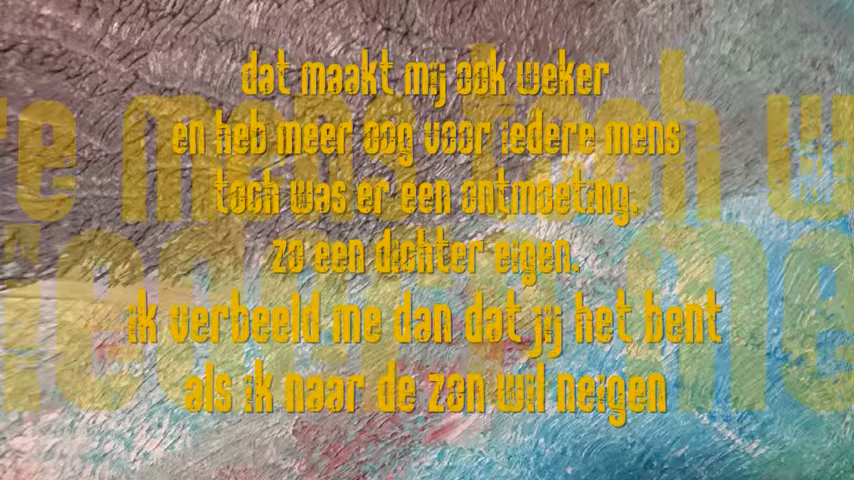 dat maakt mij ook weker
en heb meer oog voor iedere mens
toch was er een ontmoeting,
zo een dichter eigen.
ik verbeeld me dan dat jij het bent
als ik naar de zon wil neigen